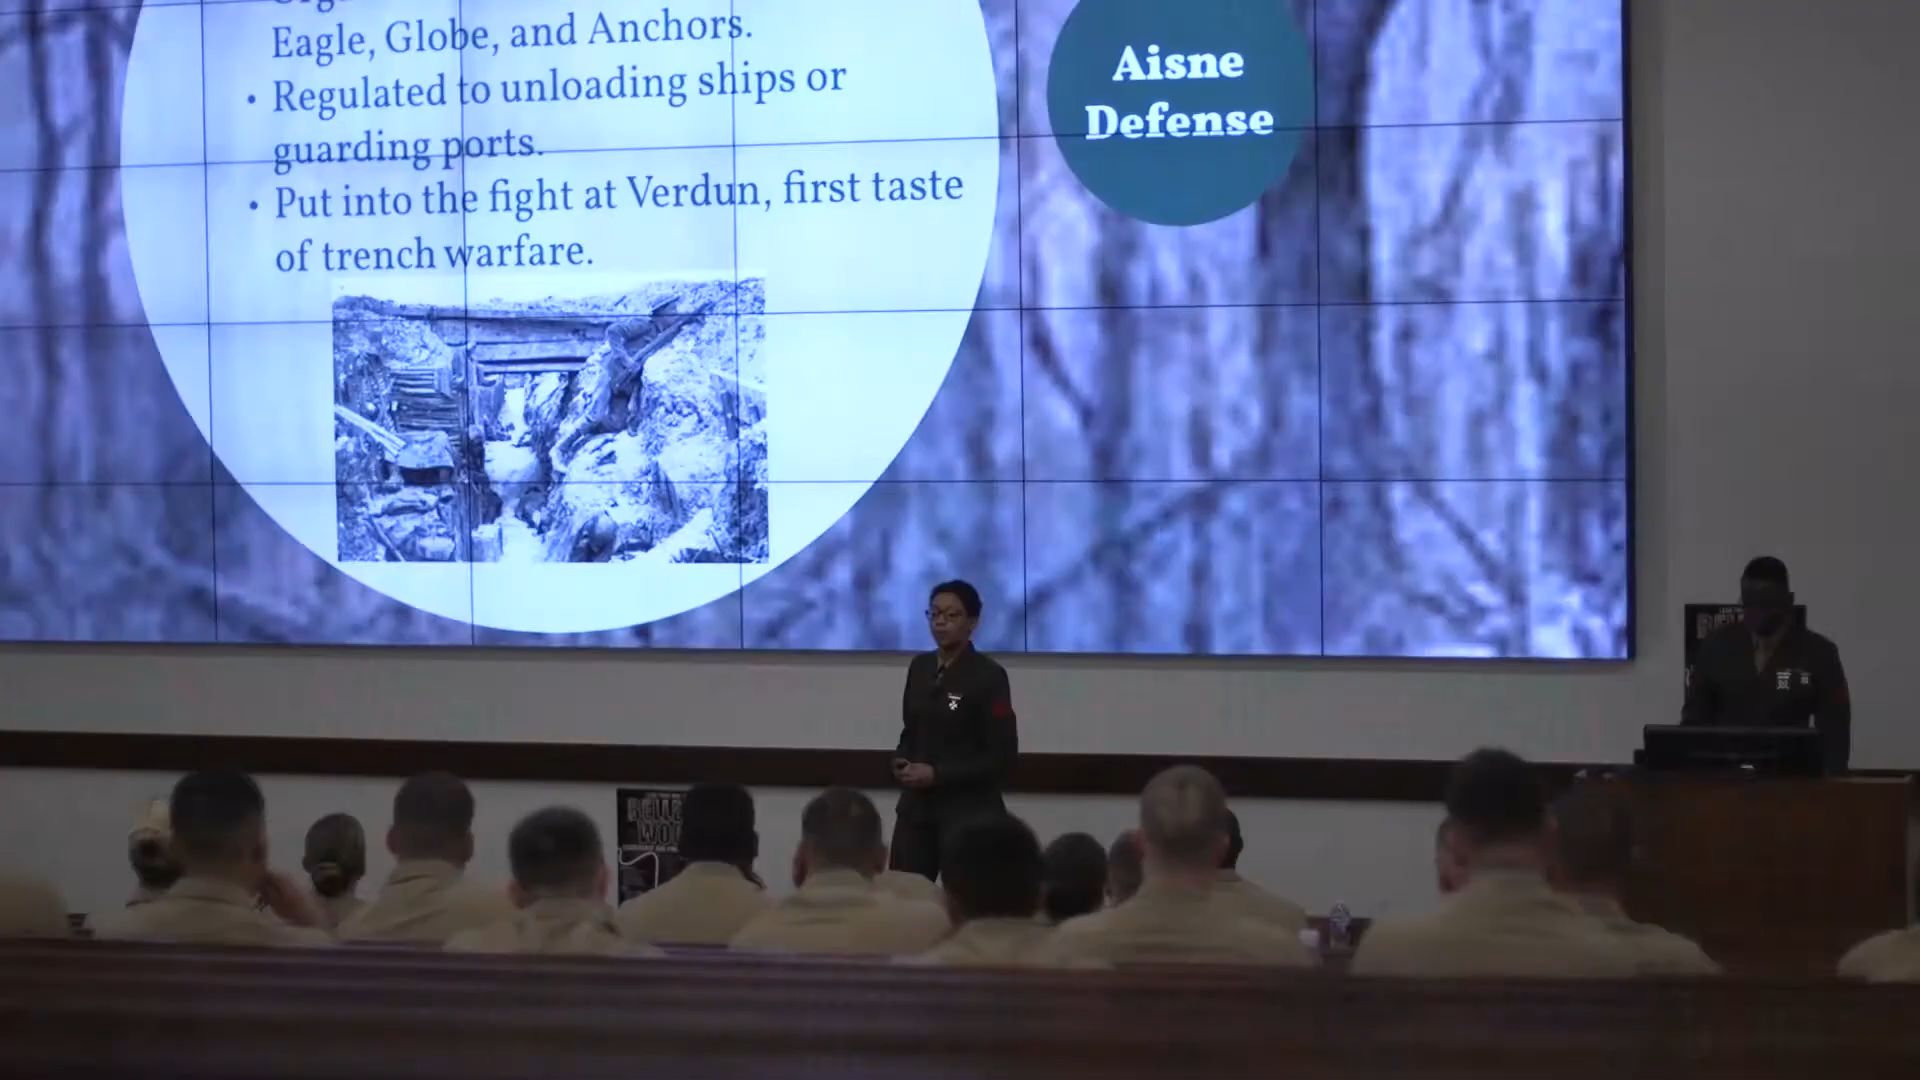 Eagle, Globe, and Anchors.
• Regulated to unloading ships or
guarding ports.
• Put into the fight at Verdun, first taste
of trench warfare.
Aisne
Defense